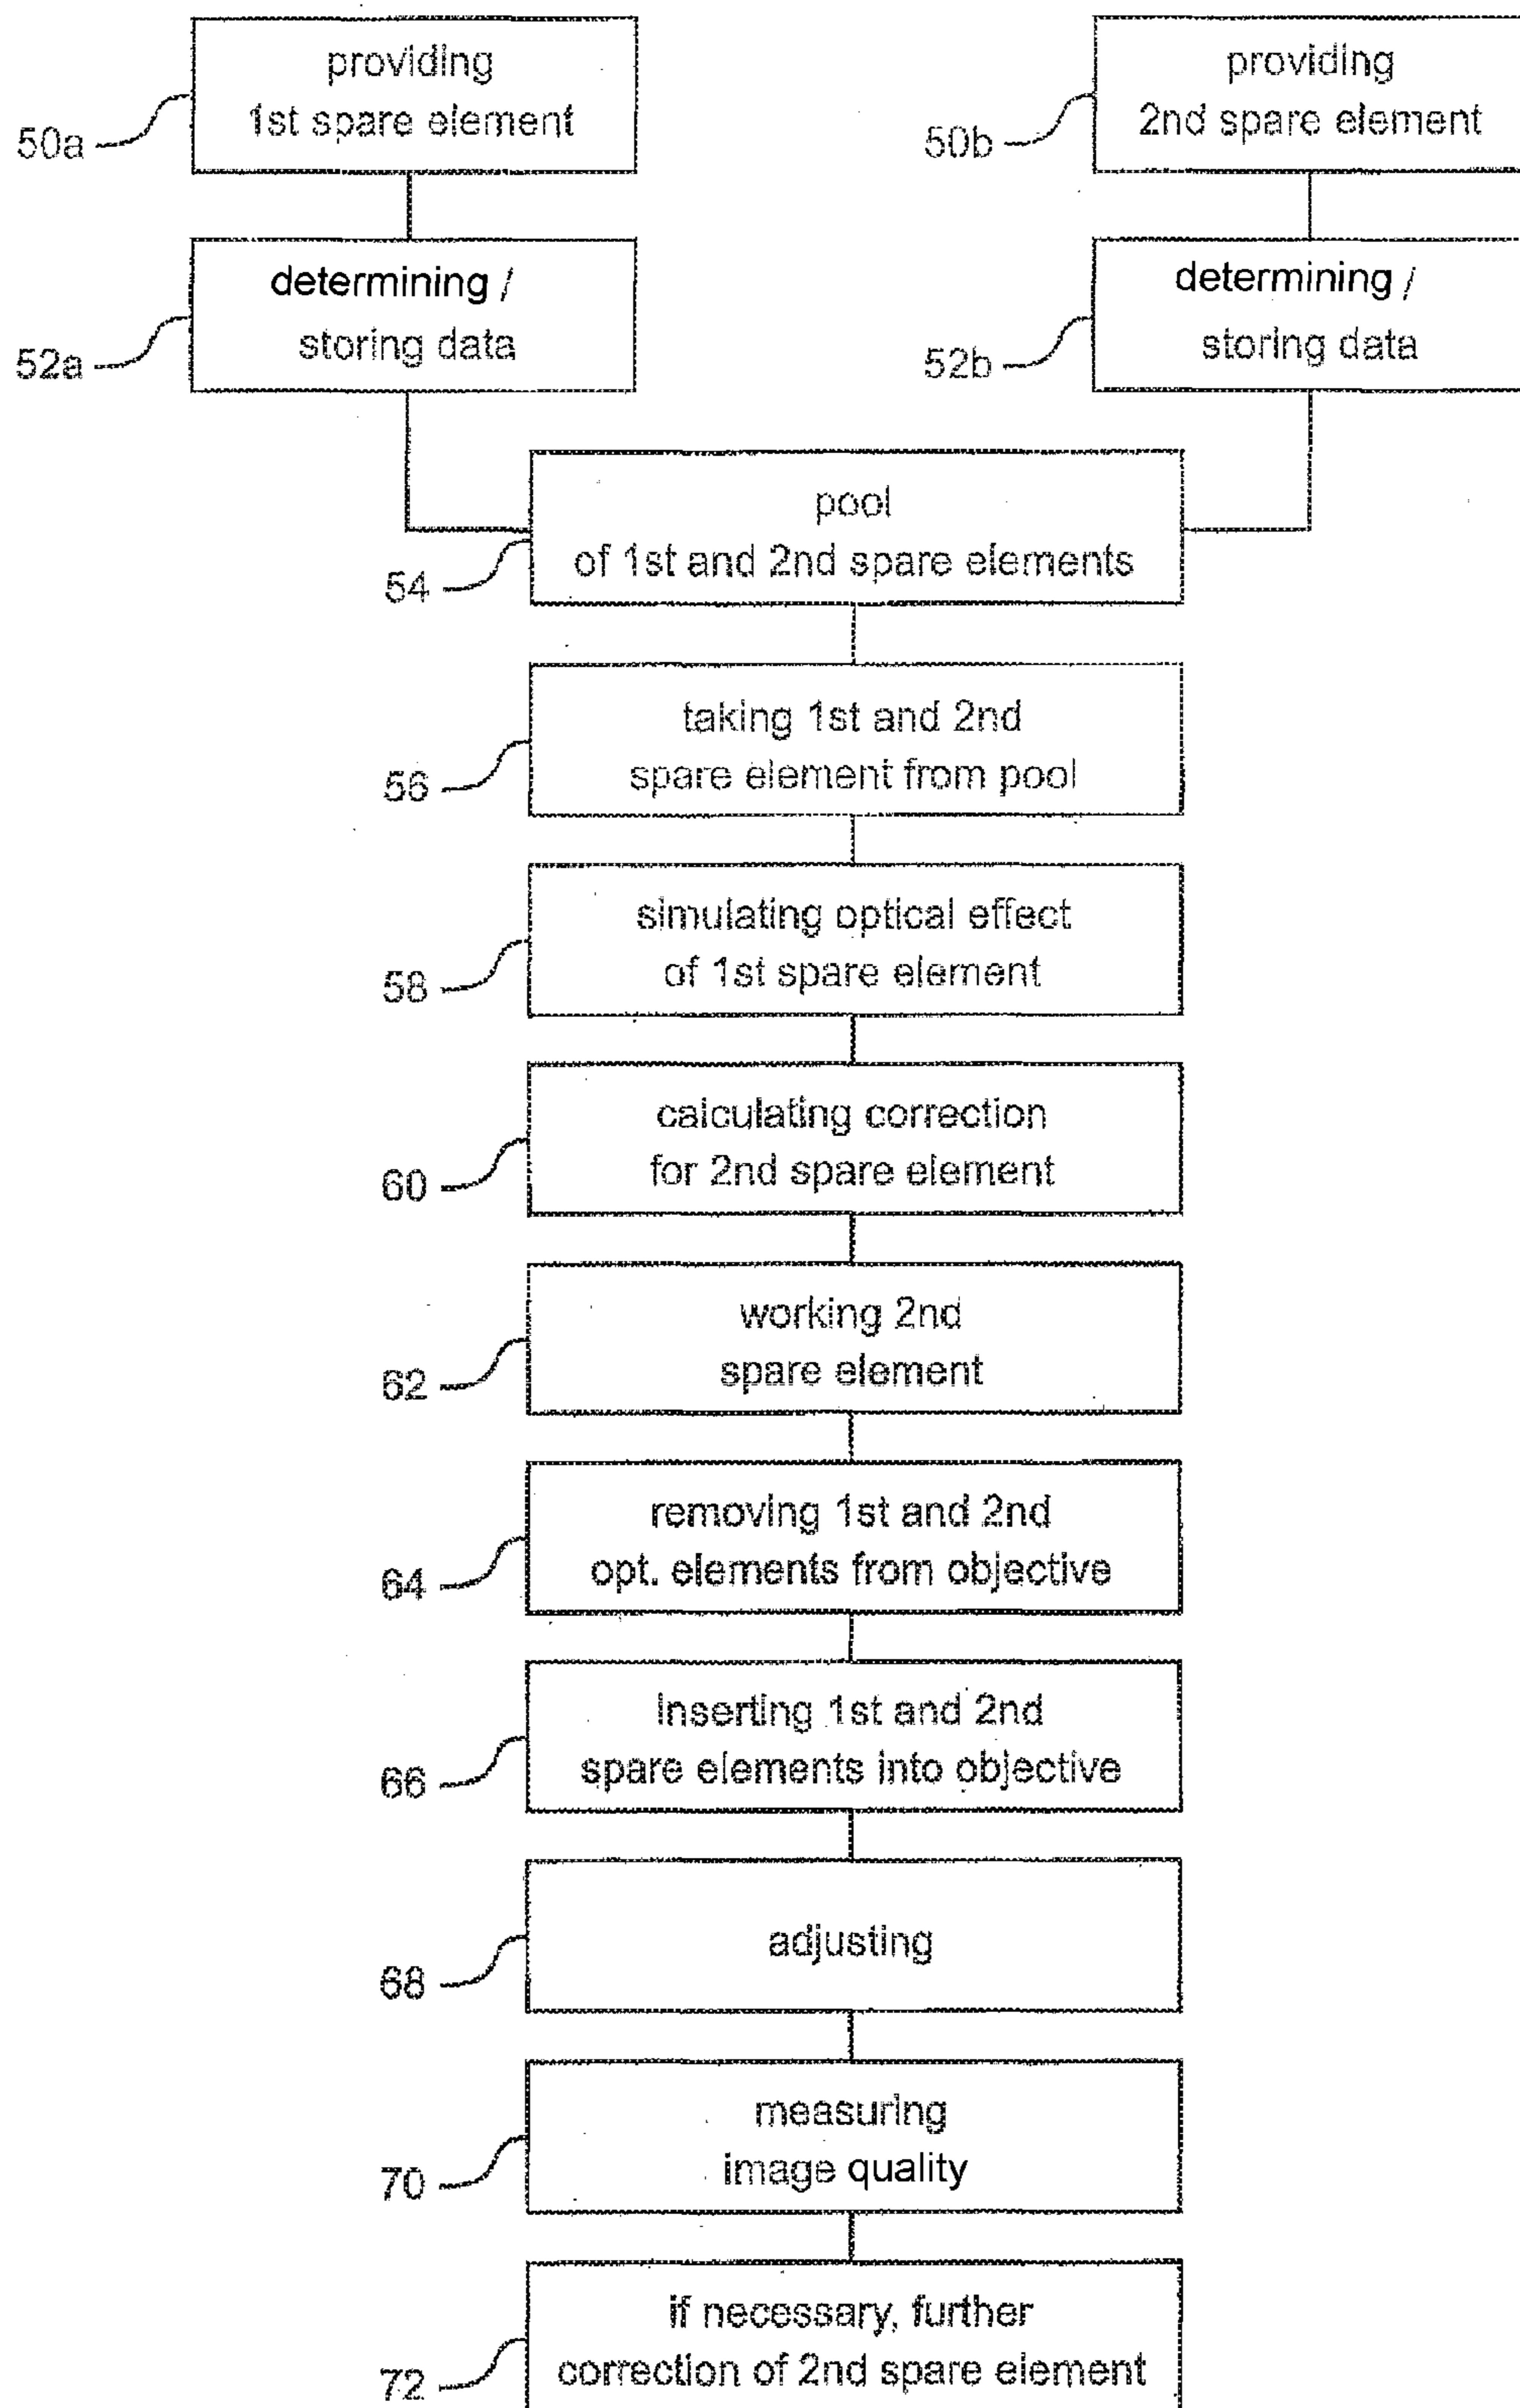 providing
1st spare element
50a
providing
2nd spare element
50b
determining /
storing data
52a
determining /
storing data
52b
pool
of 1st and 2nd spare elements
54
taking 1st and 2nd
spare element from pool
56
simulating optical effect
of 1st spare element
58
calculating correction
for 2nd spare element
60
working 2nd
spare element
62
removing 1st and 2nd
opt. elements from objective
64
inserting 1st and 2nd
spare elements into objective
66
adjusting
68
measuring
image quality
70
if necessary, further
correction of 2nd spare element
72